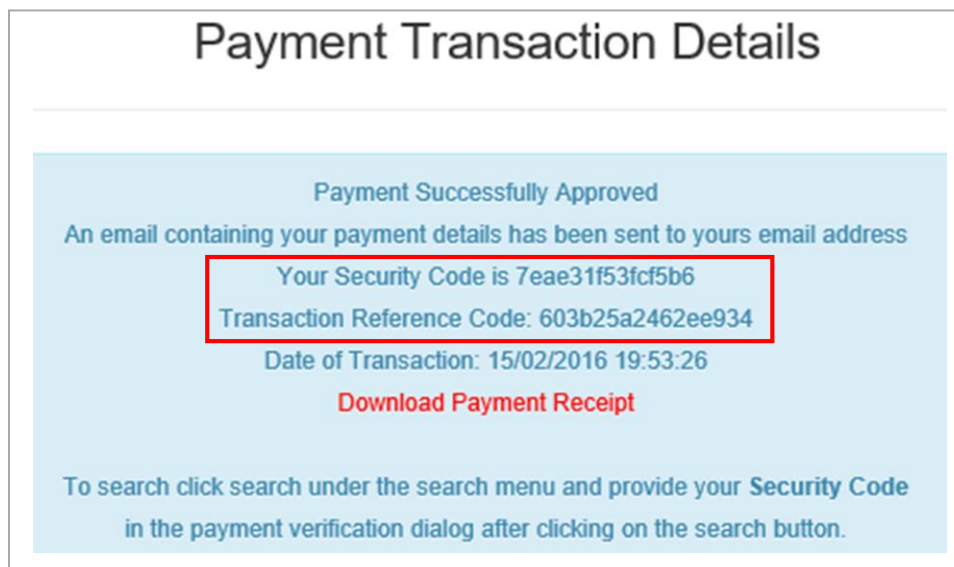 Payment Transaction Details
Payment Successfully Approved
An email containing your payment details has been sent to yours email address
Your Security Code is 7eae31f53fcf5b6
Transaction Reference Code: 603b25a2462ee934
Date of Transaction: 15/02/2016 19:53:26
Download Payment Receipt
To search click search under the search menu and provide your Security Code
in the payment verification dialog after clicking on the search button.